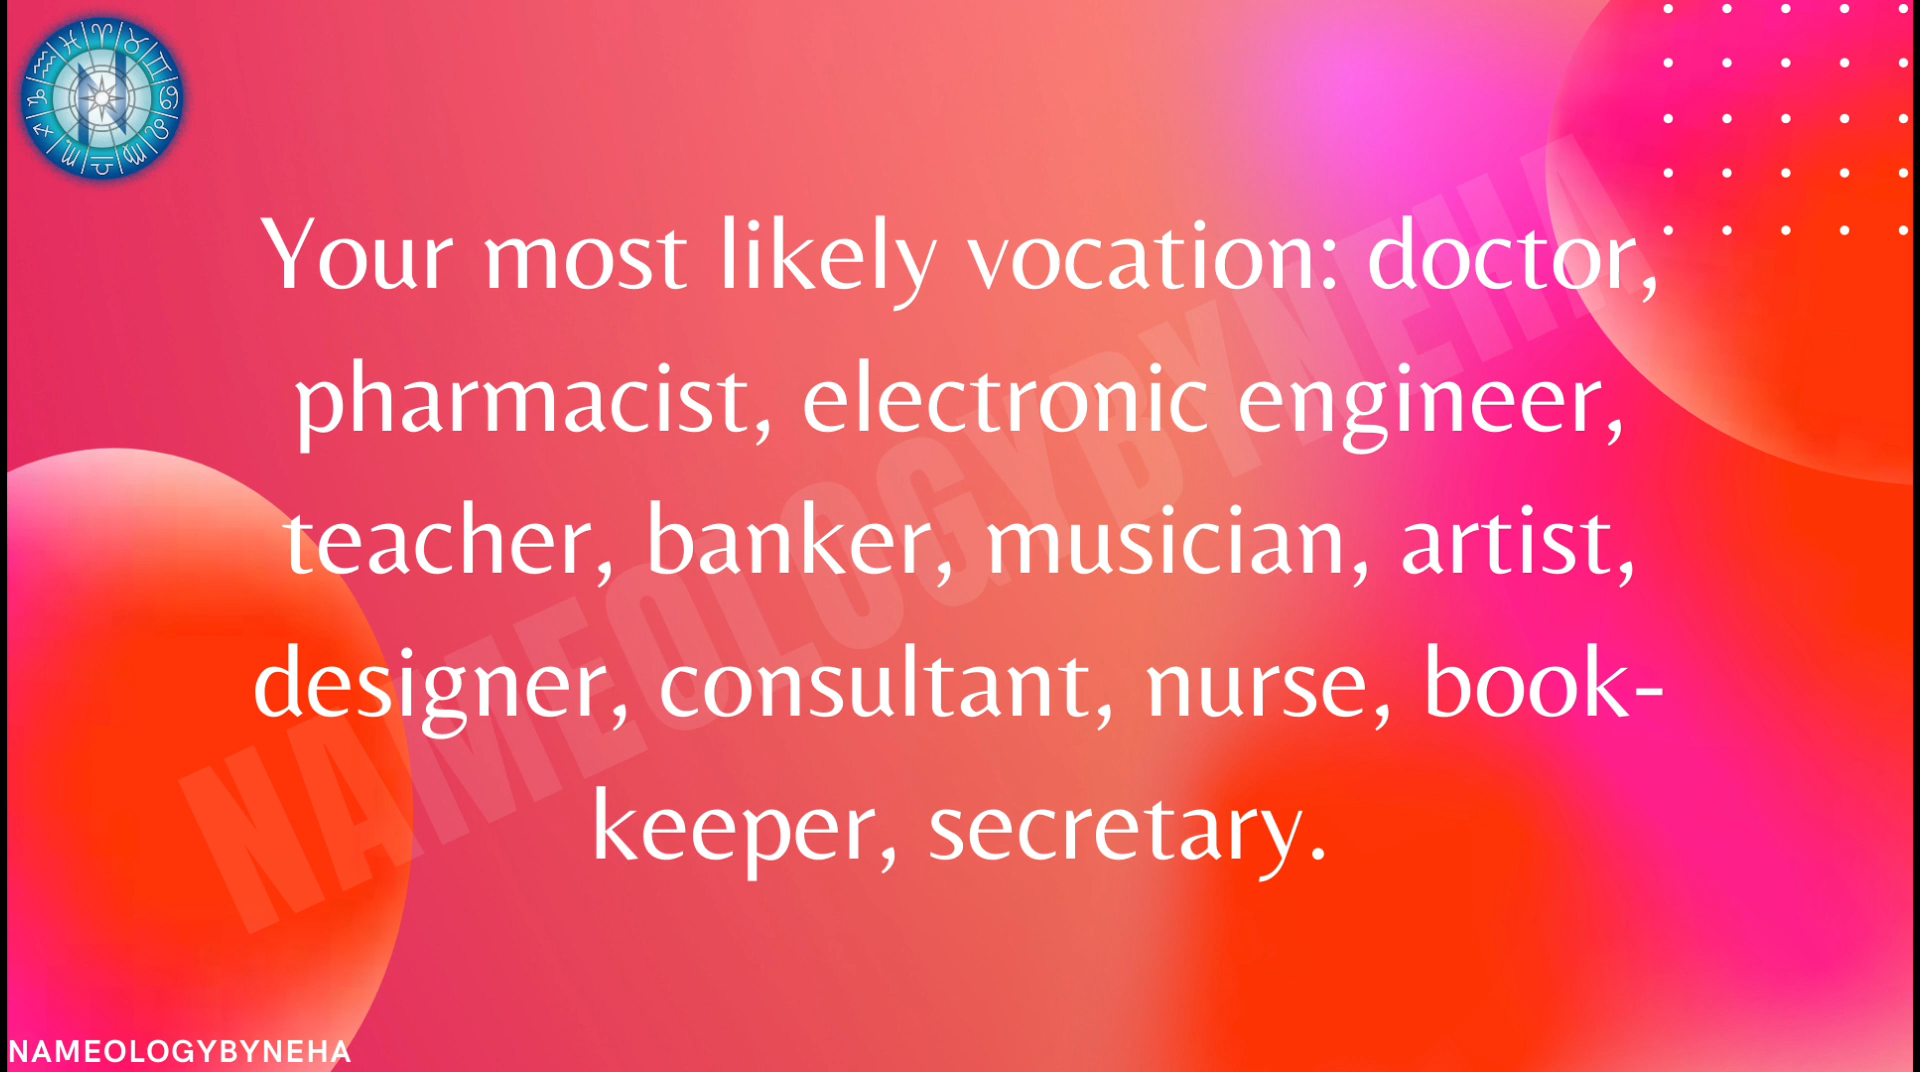 Your most likely vocation: doctor,
pharmacist, electronic engineer,
teacher, banker, musician, artist,
designer, consultant, nurse, book-
keeper, secretary.
NAMEOLOGYBYNEHA
NAMEOLOGYBYNEHA